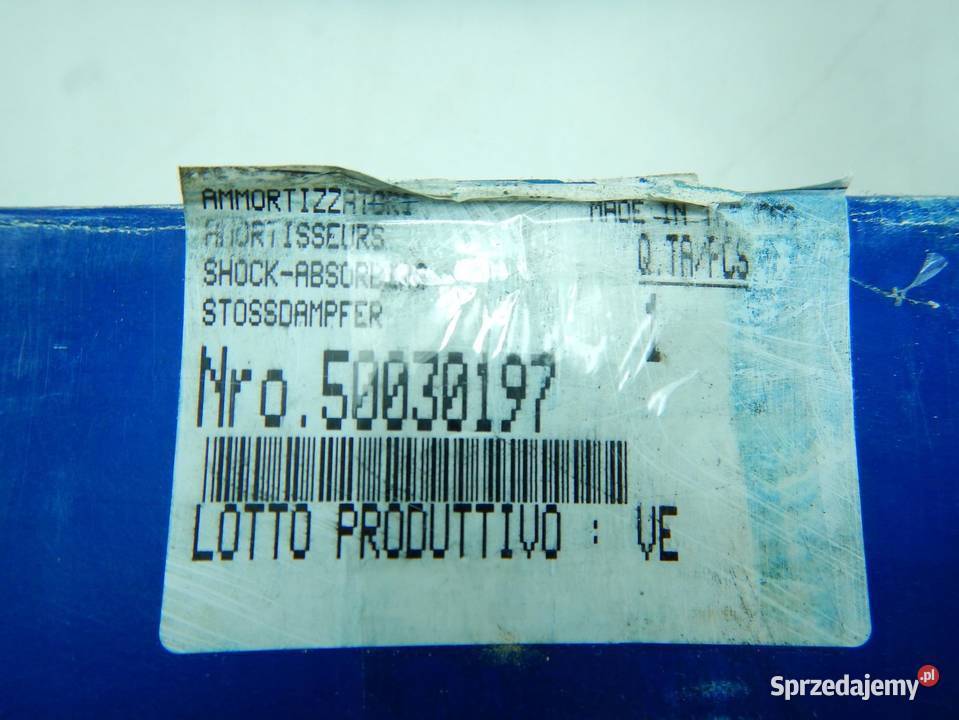 AMMORTIZZATORI
MADE IN
AMORTISSEURS
Q.TA/PCS
SHOCK-ABSORBERS
1
STOSSDAMPFER
Nro.50030197
LOTTO PRODUTTIVO : VE
Sprzedajemy.pl